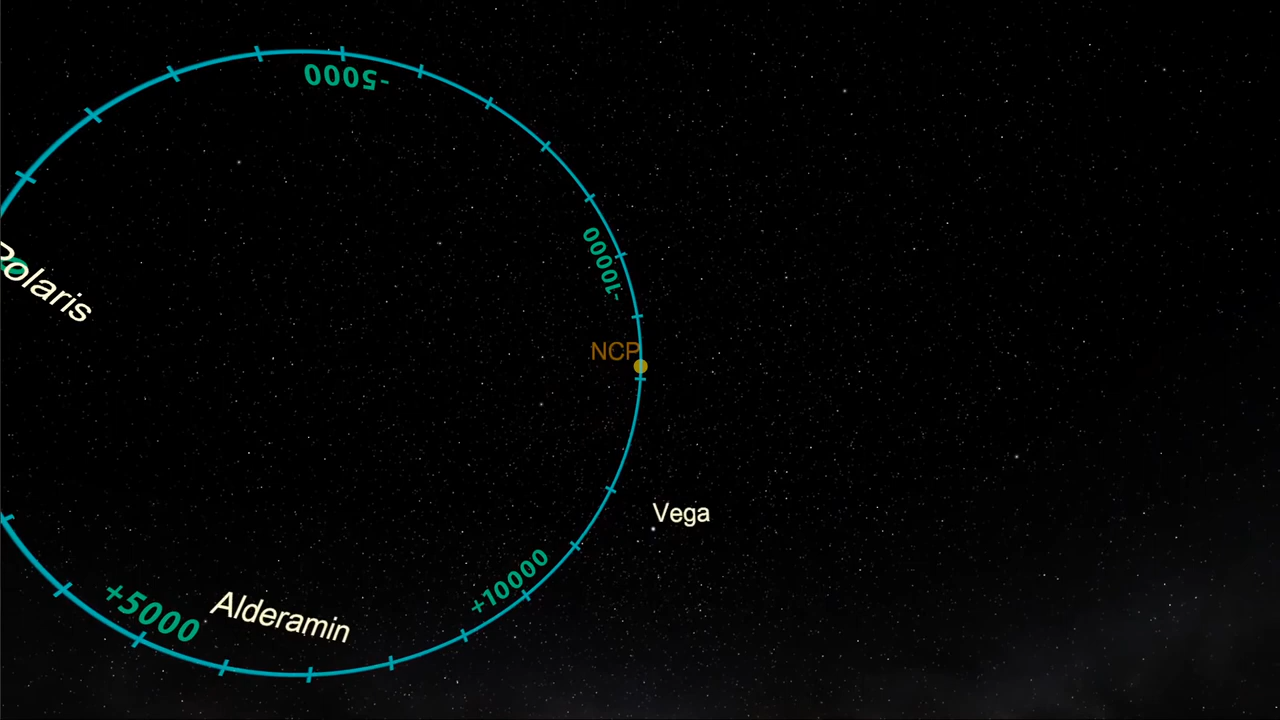 -5000
-10000
Polaris
NCP
Vega
+10000
+5000
Alderamin